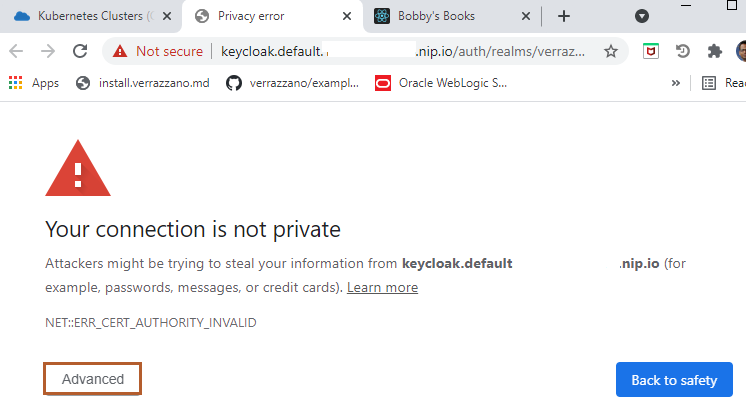 Kubernetes Clusters (
Privacy error
Bobby's Books
Not secure | keycloak.default. .nip.io/auth/realms/verraz...
Apps
install.verrazzano.md
verrazzano/exampl...
Oracle WebLogic S...
»
Rea
Your connection is not private
Attackers might be trying to steal your information from keycloak.default .nip.io (for
example, passwords, messages, or credit cards). Learn more
NET::ERR_CERT_AUTHORITY_INVALID
Advanced
Back to safety